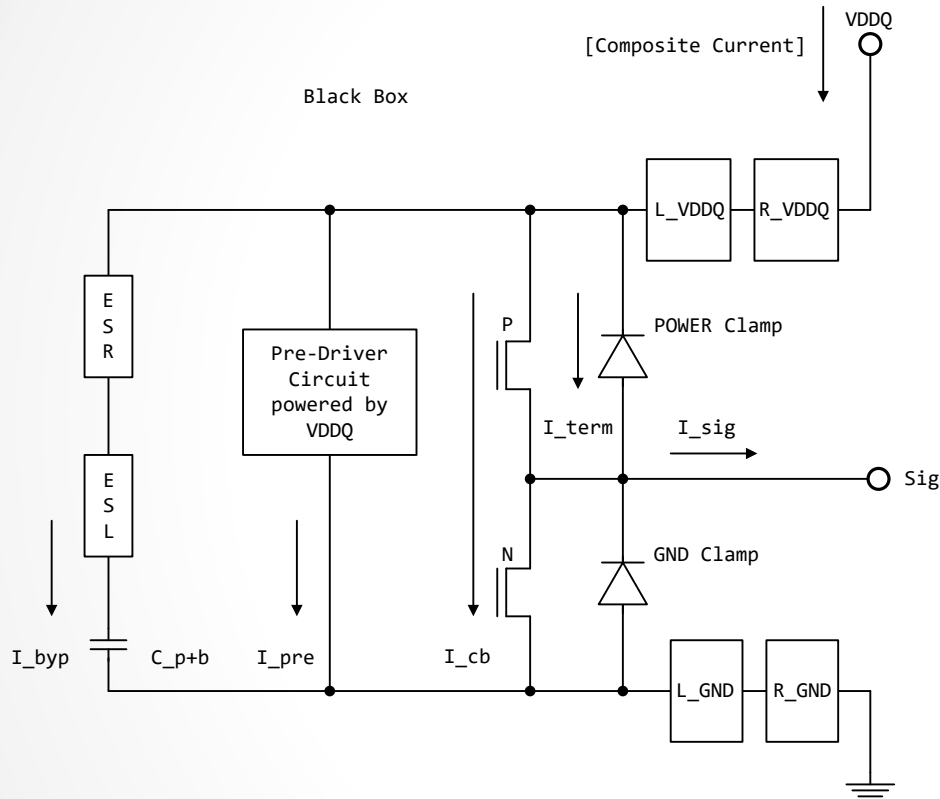 VDDQ
[Composite Current]
Black Box
L_VDDQ
R_VDDQ
E
S
R
P
POWER Clamp
Pre-Driver
Circuit
powered by
VDDQ
I_term
I_sig
E
S
L
Sig
N
GND Clamp
I_byp
C_p+b
I_pre
I_cb
L_GND
R_GND